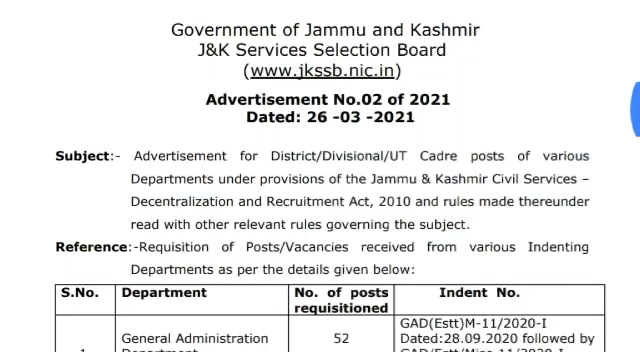 Government of Jammu and Kashmir
J&K Services Selection Board
(www.jkssb.nic.in)
Advertisement No.02 of 2021
Dated: 26 -03 -2021
Subject:- Advertisement for District/Divisional/UT Cadre posts of various
Departments under provisions of the Jammu & Kashmir Civil Services –
Decentralization and Recruitment Act, 2010 and rules made thereunder
read with other relevant rules governing the subject.
Reference:-Requisition of Posts/Vacancies received from various Indenting
Departments as per the details given below:
S.No. Department No. of posts requisitioned Indent No.
GAD(Estt)M-11/2020-I
General Administration 52 Dated:28.09.2020 followed by